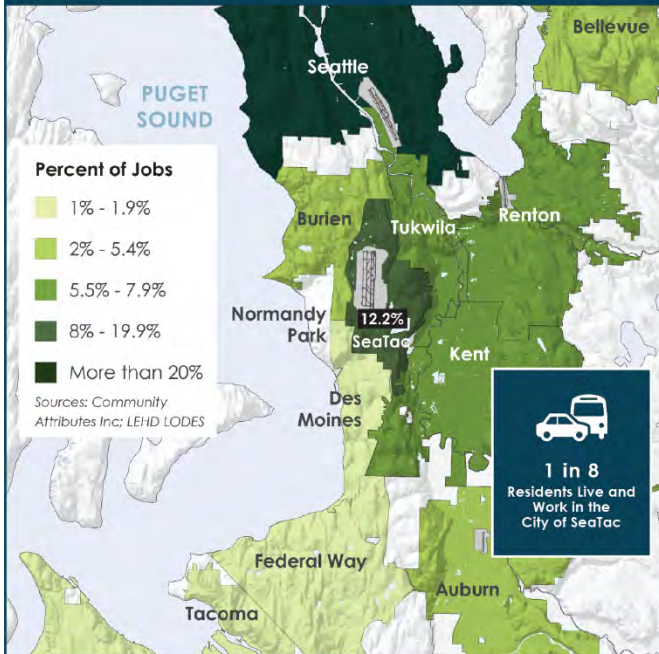 Bellevue
Seattle
PUGET
SOUND
Percent of Jobs
1% - 1.9%
2% - 5.4%
5.5% - 7.9%
8% - 19.9%
More than 20%
Sources: Community
Attributes Inc; LEHD LODES
Burien
Tukwila
Renton
Normandy
Park
12.2%
SeaTac
Kent
Des
Moines
1 in 8
Residents Live and
Work in the
City of SeaTac
Federal Way
Auburn
Tacoma